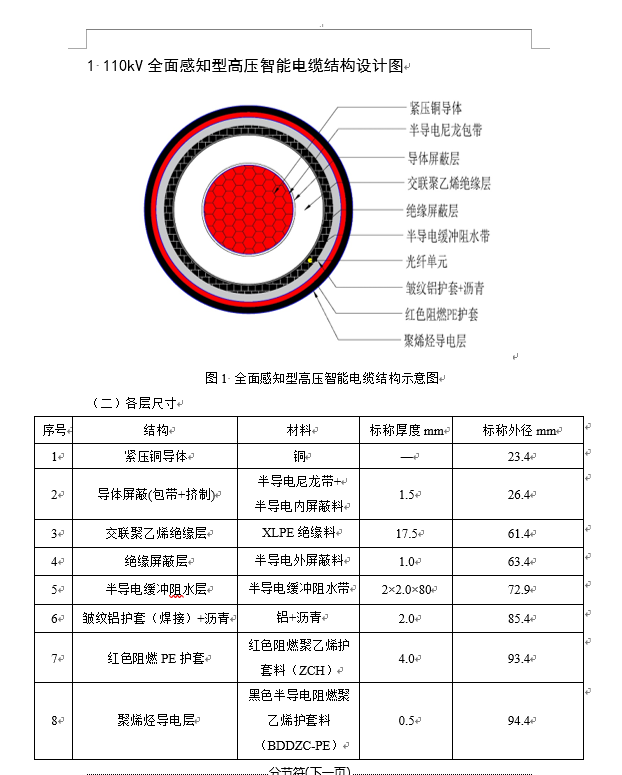 1 110kV 全面感知型高压智能电缆结构设计图
紧压铜导体
半导电尼龙包带
导体屏蔽层
交联聚乙烯绝缘层
绝缘屏蔽层
半导电缓冲阻水带
光纤单元
皱纹铝护套+沥青
红色阻燃PE护套
聚烯烃导电层
图 1 全面感知型高压智能电缆结构示意图
（二）各层尺寸
序号 结构 材料 标称厚度 mm 标称外径 mm
1 紧压铜导体 铜 — 23.4
2 导体屏蔽(包带+挤制) 半导电尼龙带+ 1.5 26.4
半导电内屏蔽料
3 交联聚乙烯绝缘层 XLPE 绝缘料 17.5 61.4
4 绝缘屏蔽层 半导电外屏蔽料 1.0 63.4
5 半导电缓冲阻水层 半导电缓冲阻水带 2×2.0×80 72.9
6 皱纹铝护套（焊接）+沥青 铝+沥青 2.0 85.4
7 红色阻燃 PE 护套 红色阻燃聚乙烯护 4.0 93.4
套料（ZCH）
8 聚烯烃导电层 黑色半导电阻燃聚 0.5 94.4
乙烯护套料
（BDDZC-PE）
分节符(下一页)